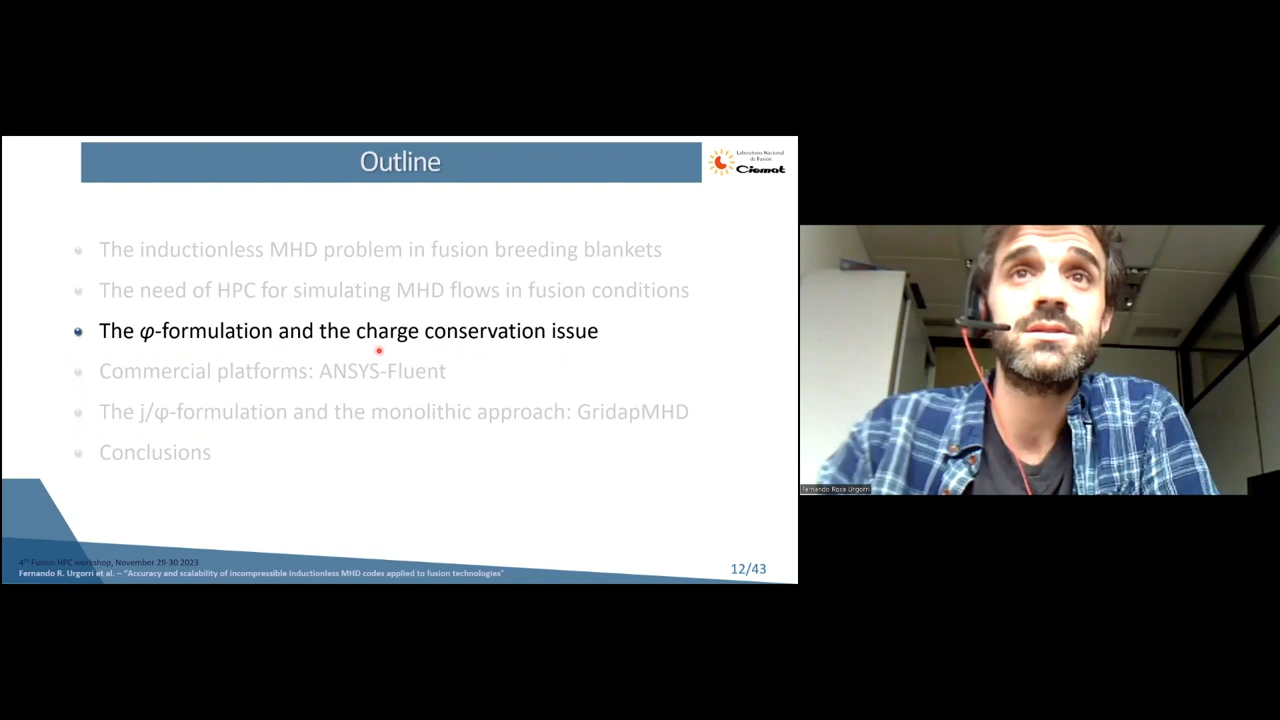 Outline
Laboratorio Nacional
de Fusión
Ciemat
The inductionless MHD problem in fusion breeding blankets
The need of HPC for simulating MHD flows in fusion conditions
The φ-formulation and the charge conservation issue
Commercial platforms: ANSYS-Fluent
The j/φ-formulation and the monolithic approach: GridapMHD
Conclusions
4TH Fusion HPC workshop, November 29-30 2023
Fernando R. Urgorri et al. – "Accuracy and scalability of incompressible inductionless MHD codes applied to fusion technologies"
12/43
Fernando Roca Urgorri